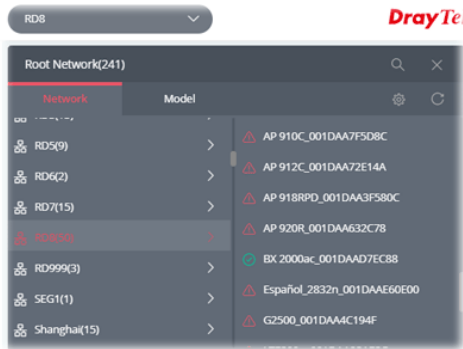 RD8
DrayTe
Root Network(241)
Network
Model
RD5(9)
RD6(2)
RD7(15)
RD999(3)
SEG1(1)
Shanghai(15)
AP 910C_001DAA7F5D8C
AP 912C_001DAA72E14A
AP 918RPD_001DAA3F580C
AP 920R_001DAA632C78
BX 2000ac_001DAAD7EC88
Español_2832n_001DAAE60E00
G2500_001DAA4C194F